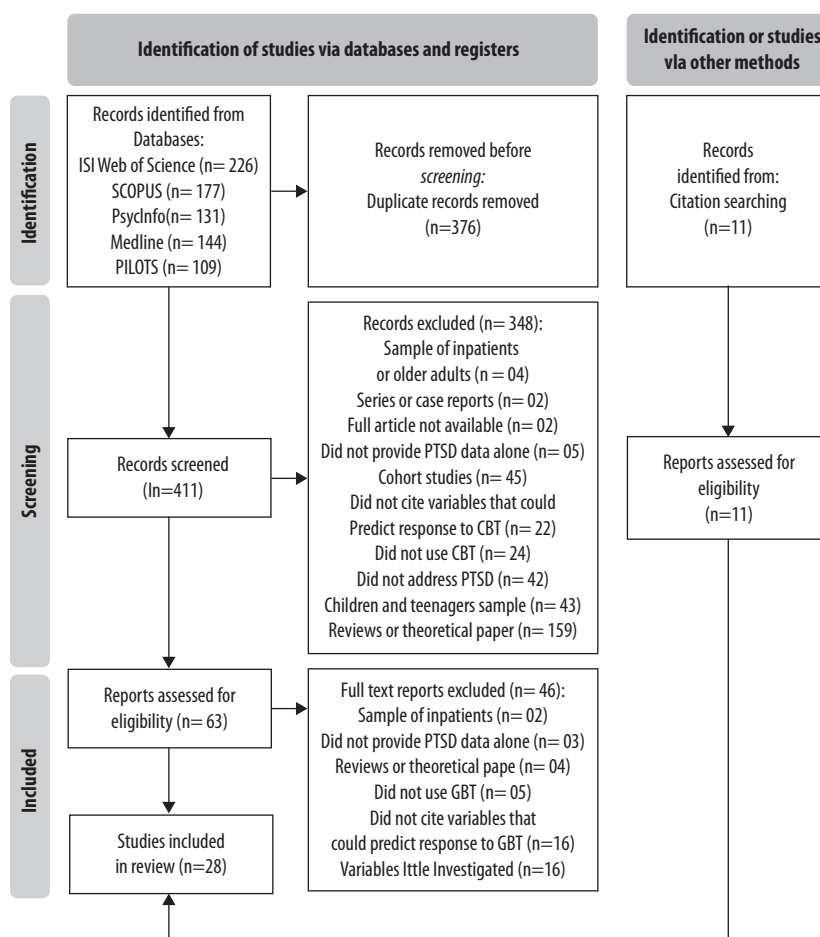 Identification of studies via databases and registers
Identification or studies
vla other methods
Identification
Records identified from
Databases:
ISI Web of Science (n= 226)
SCOPUS (n= 177)
PsycInfo(n= 131)
Medline (n= 144)
PILOTS (n= 109)
Records removed before
screening:
Duplicate records removed
(n=376)
Records
identified from:
Citation searching
(n=11)
Screening
Records screened
(In=411)
Records excluded (n= 348):
Sample of inpatients
or older adults (n = 04)
Series or case reports (n= 02)
Full article not available (n= 02)
Did not provide PTSD data alone (n= 05)
Cohort studies (n= 45)
Did not cite variables that could
Predict response to CBT (n= 22)
Did not use CBT (n= 24)
Did not address PTSD (n= 42)
Children and teenagers sample (n= 43)
Reviews or theoretical paper (n= 159)
Reports assessed for
eligibility
(n=11)
Included
Reports assessed for
eligibility (n= 63)
Full text reports excluded (n= 46):
Sample of inpatients (n= 02)
Did not provide PTSD data alone (n= 03)
Reviews or theoretical pape (n= 04)
Did not use GBT (n= 05)
Did not cite variables that
could predict response to GBT (n=16)
Variables Ittle Investigated (n=16)
Studies included
in review (n=28)